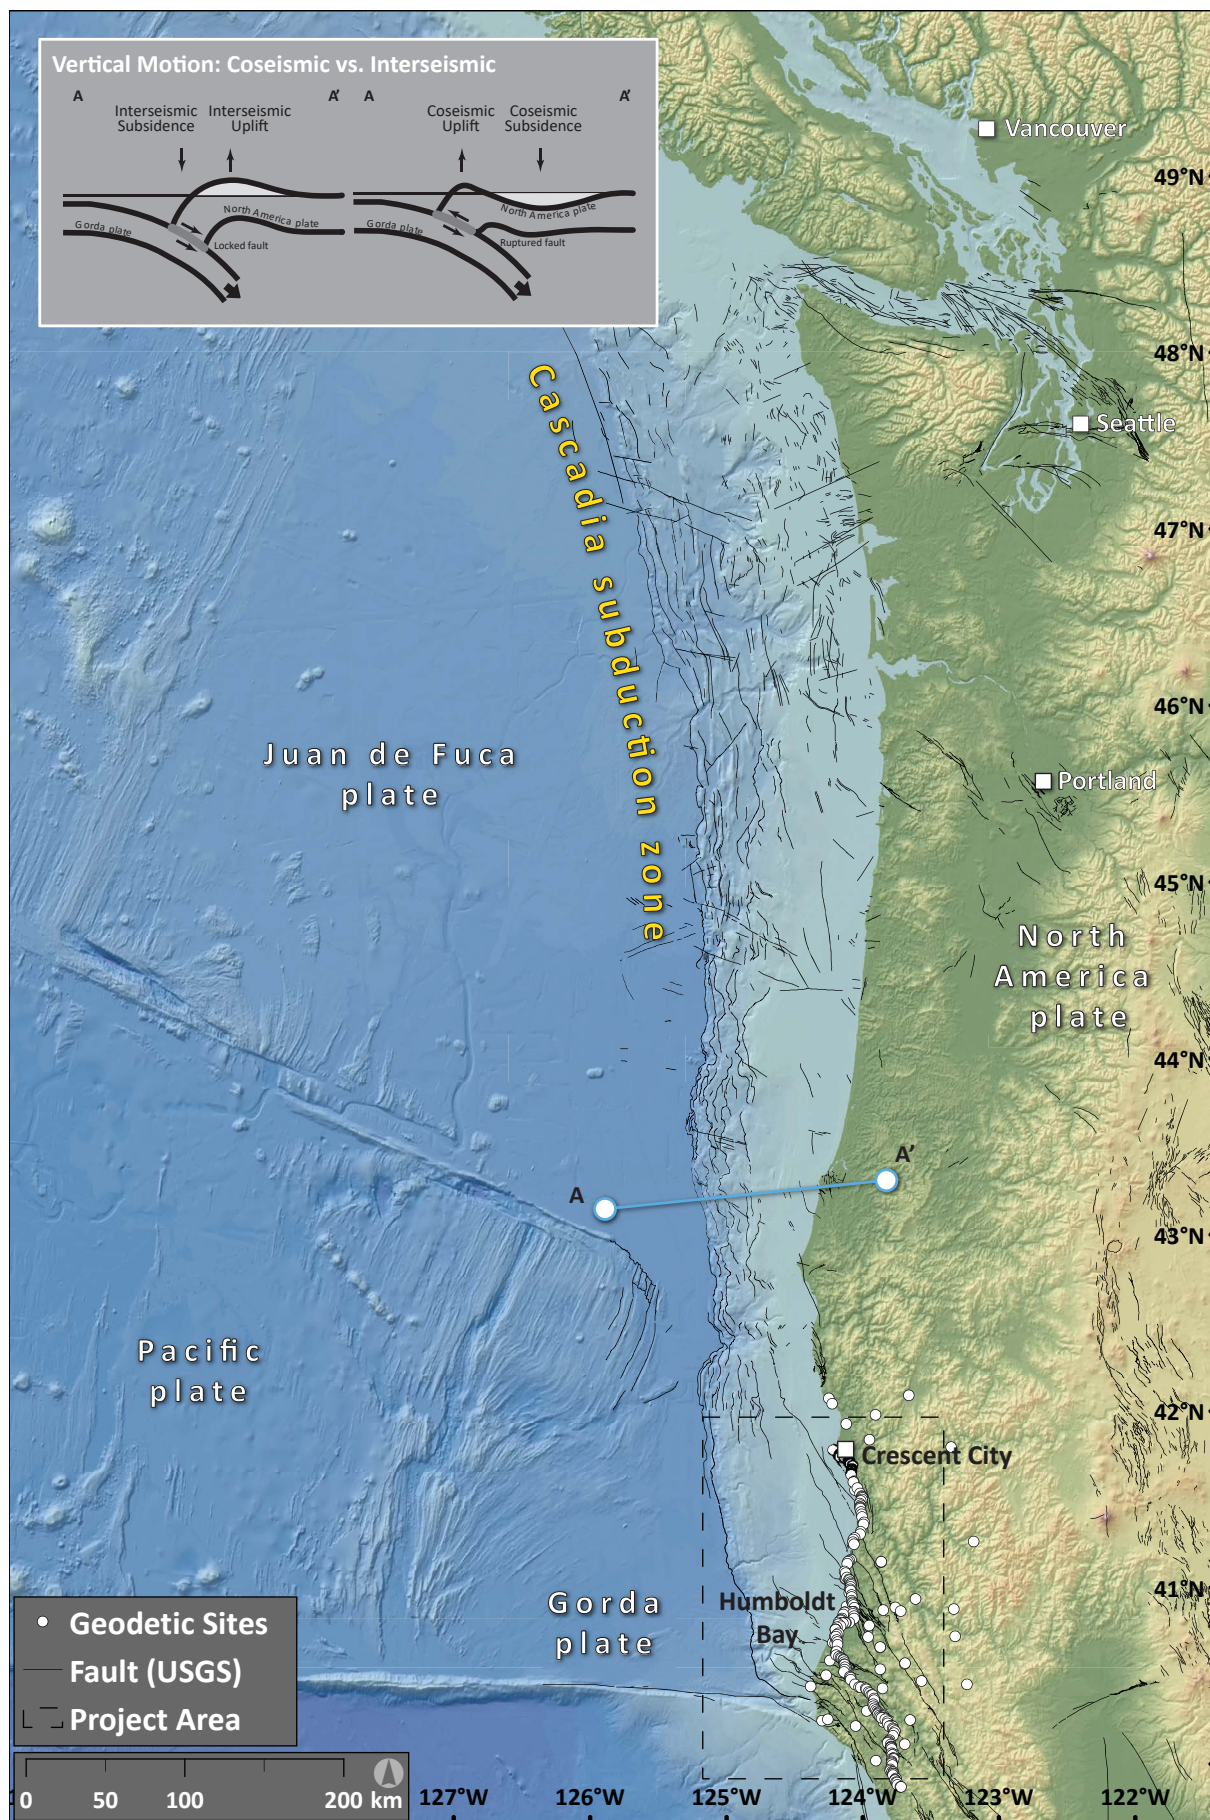 Vertical Motion: Coseismic vs. Interseismic
A
A'
A
A'
Interseismic
Subsidence
Interseismic
Uplift
Coseismic
Uplift
Coseismic
Subsidence
Gorda plate
North America plate
Locked fault
Gorda plate
North America plate
Ruptured fault
Vancouver
49°N
48°N
Seattle
47°N
Cascadia subduction zone
46°N
Juan de Fuca
plate
Portland
45°N
North
America
plate
44°N
A
A'
43°N
Pacific
plate
42°N
Crescent City
41°N
Humboldt
Bay
Gorda
plate
Geodetic Sites
Fault (USGS)
Project Area
0 50 100 200 km
127°W
126°W
125°W
124°W
123°W
122°W